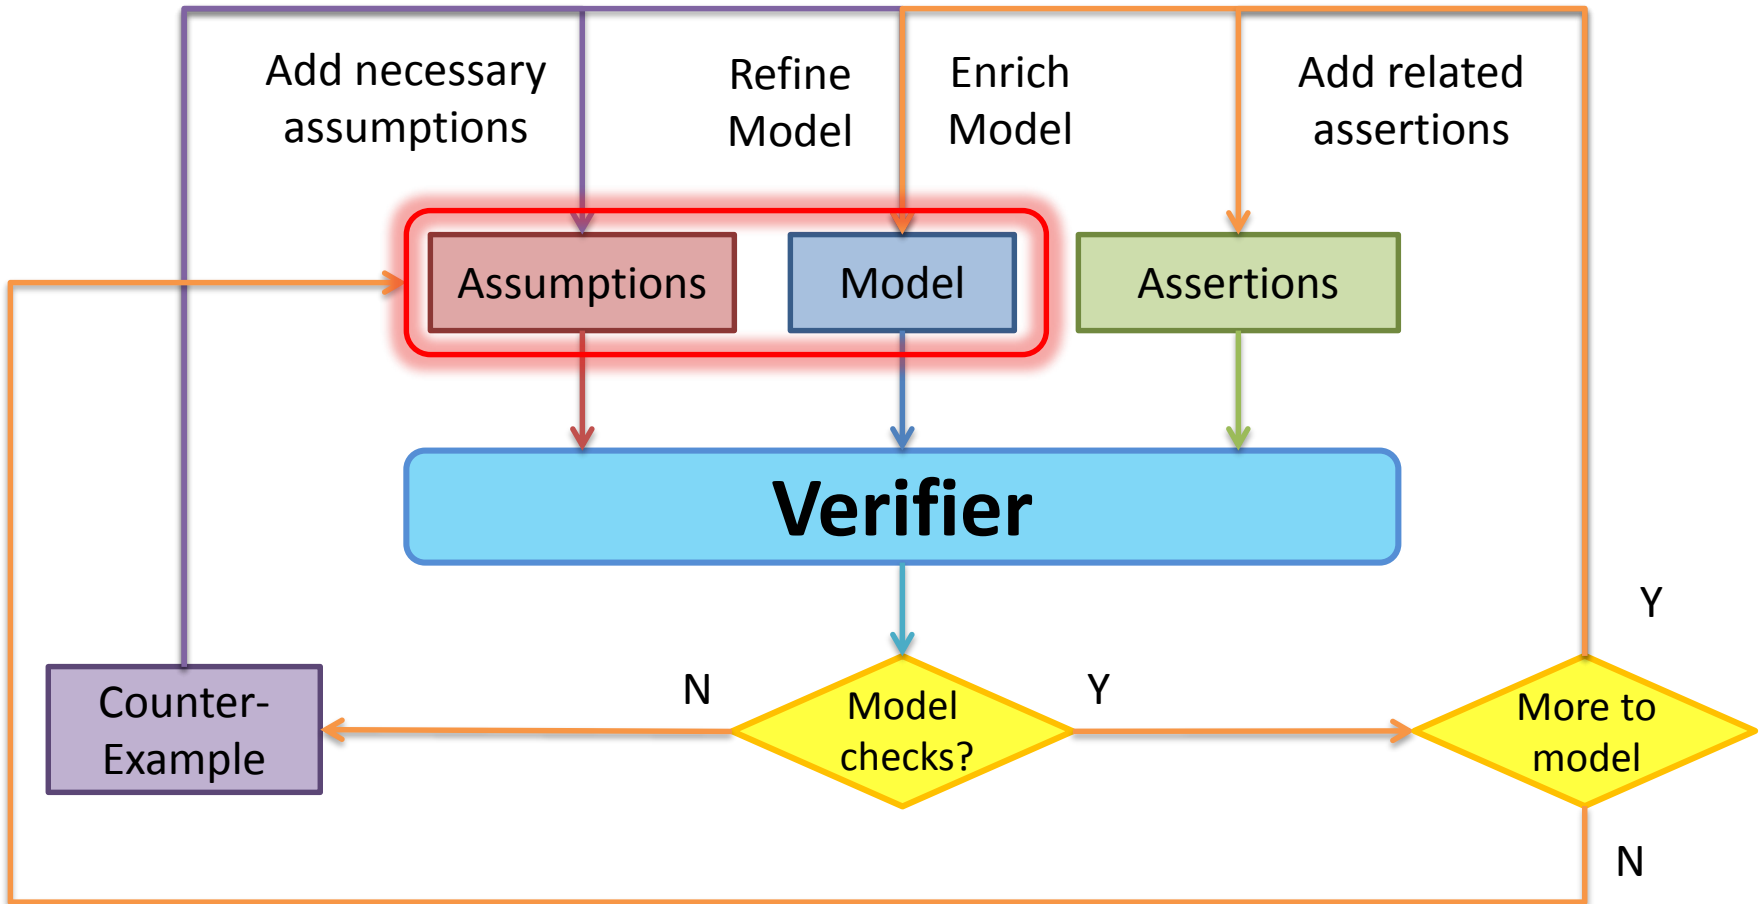 Add necessary
assumptions
Refine
Model
Enrich
Model
Add related
assertions
Assumptions
Model
Assertions
Verifier
Y
Counter-
Example
N
Model
checks?
Y
More to
model
N